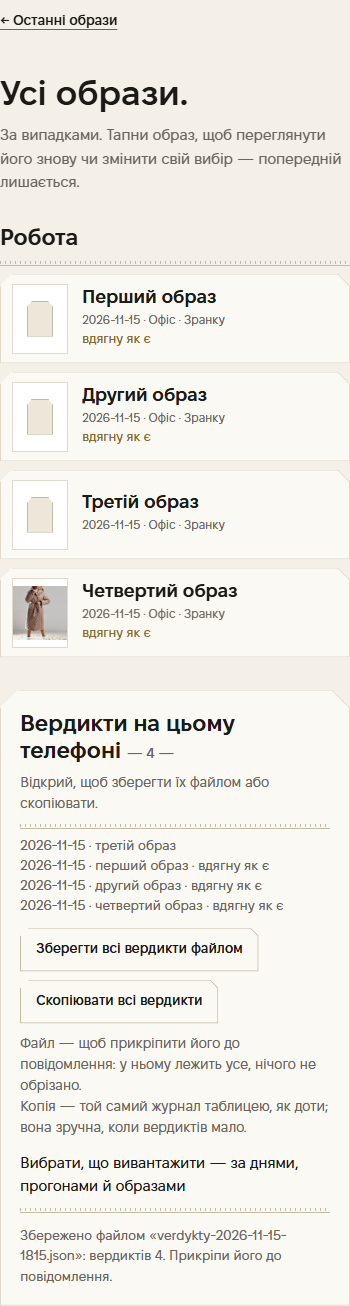 ← Останні образи
Усі образи.
За випадками. Тапни образ, щоб переглянути
його знову чи змінити свій вибір — попередній
лишається.
Робота
Перший образ
2026-11-15 · Офіс · Зранку
вдягну як є
Другий образ
2026-11-15 · Офіс · Зранку
вдягну як є
Третій образ
2026-11-15 · Офіс · Зранку
Четвертий образ
2026-11-15 · Офіс · Зранку
вдягну як є
Вердикти на цьому
телефоні — 4 —
Відкрий, щоб зберегти їх файлом або
скопіювати.
2026-11-15 · третій образ
2026-11-15 · перший образ · вдягну як є
2026-11-15 · другий образ · вдягну як є
2026-11-15 · четвертий образ · вдягну як є
Зберегти всі вердикти файлом
Скопіювати всі вердикти
Файл — щоб прикріпити його до
повідомлення: у ньому лежить усе, нічого не
обрізано.
Копія — той самий журнал таблицею, як доти;
вона зручна, коли вердиктів мало.
Вибрати, що вивантажити — за днями,
прогонами й образами
Збережено файлом «verdykty-2026-11-15-
1815.json»: вердиктів 4. Прикріпи його до
повідомлення.